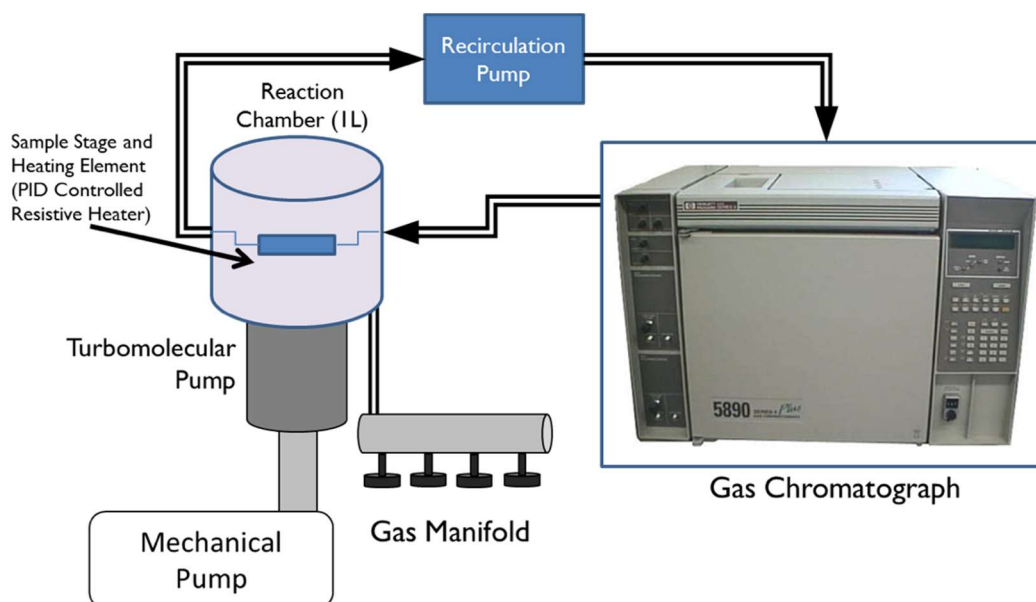 Recirculation
Pump
Reaction
Chamber (1L)
Sample Stage and
Heating Element
(PID Controlled
Resistive Heater)
Turbomolecular
Pump
Mechanical
Pump
Gas Manifold
5890
Gas Chromatograph